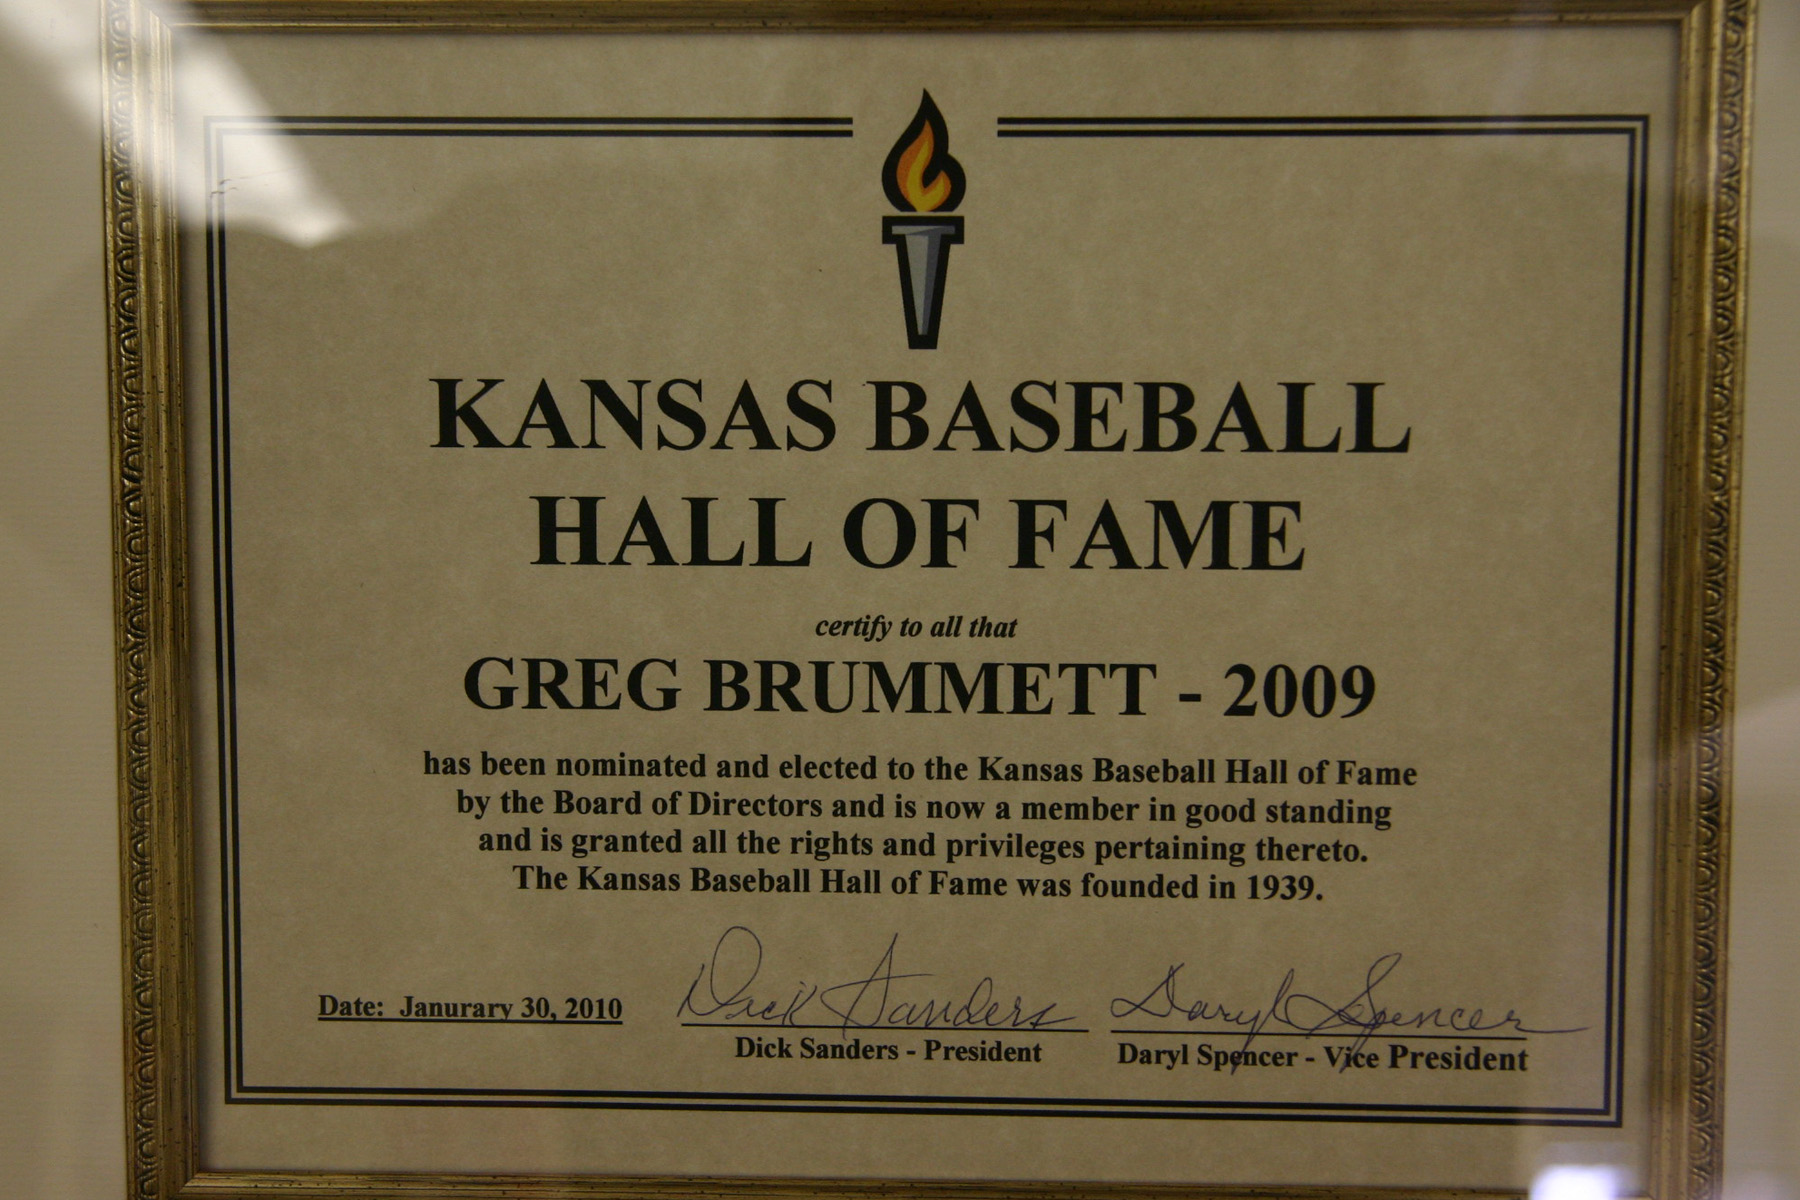 KANSAS BASEBALL
HALL OF FAME
certify to all that
GREG BRUMMETT - 2009
has been nominated and elected to the Kansas Baseball Hall of Fame
by the Board of Directors and is now a member in good standing
and is granted all the rights and privileges pertaining thereto.
The Kansas Baseball Hall of Fame was founded in 1939.
Dick Sanders Daryl Spencer
Date: Janurary 30, 2010
Dick Sanders - President Daryl Spencer - Vice President